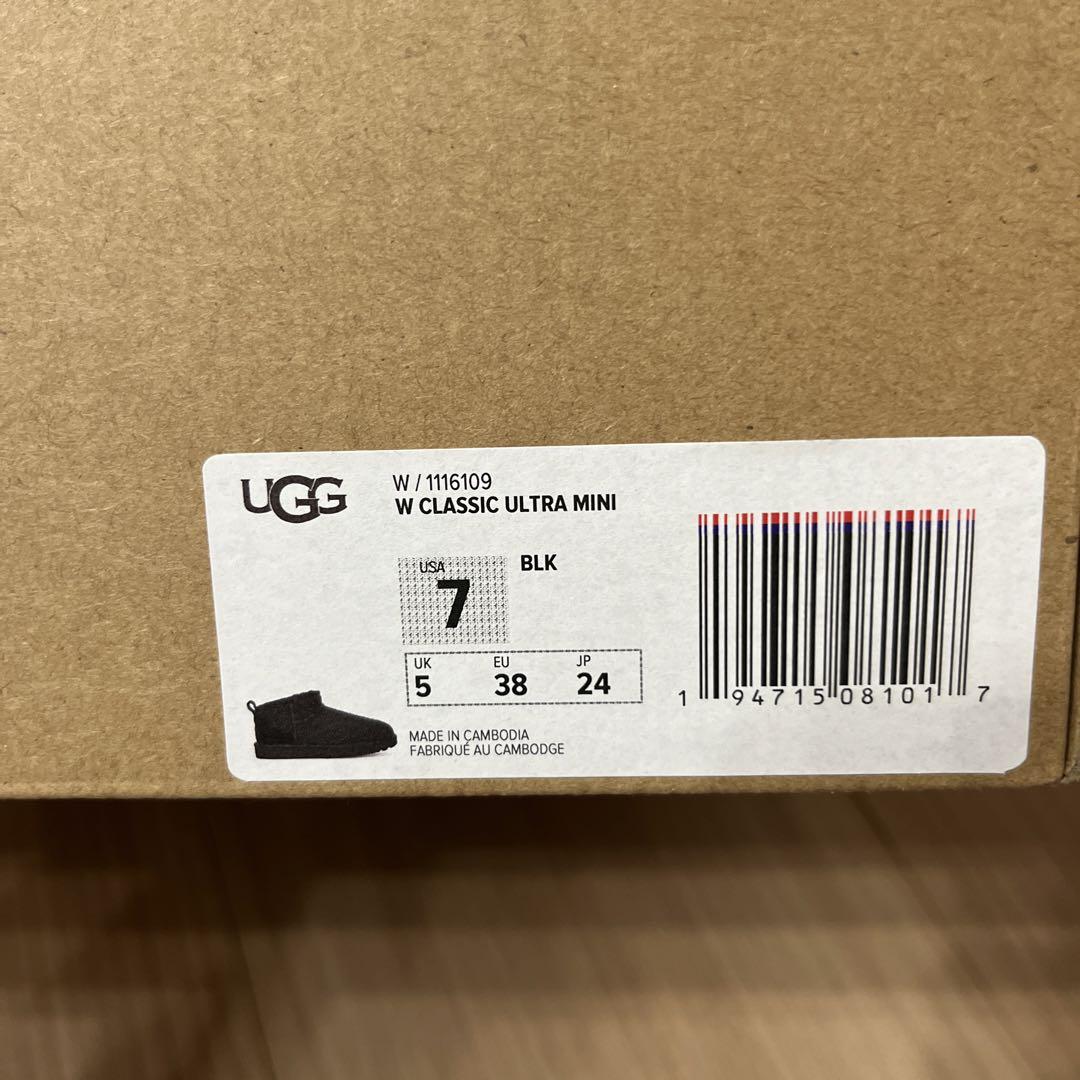 UGG
W / 1116109
W CLASSIC ULTRA MINI
USA
7
BLK
UK EU JP
5 38 24
MADE IN CAMBODIA
FABRIQUÉ AU CAMBODGE
1 94715 08101 7